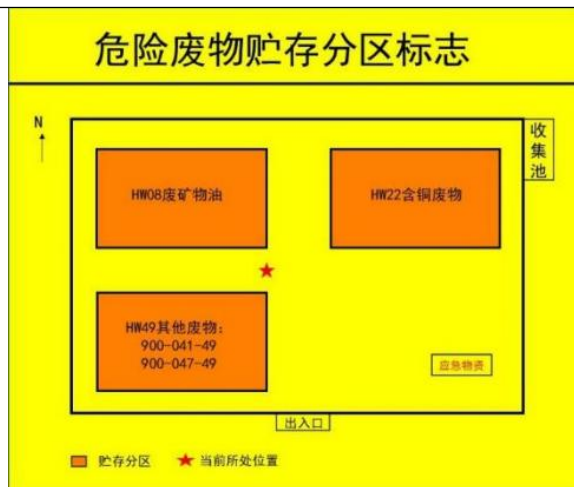 危险废物贮存分区标志
N
收集池
HW08废矿物油
HW22含铜废物
HW49其他废物:
900-041-49
900-047-49
应急物资
出入口
贮存分区
当前所处位置